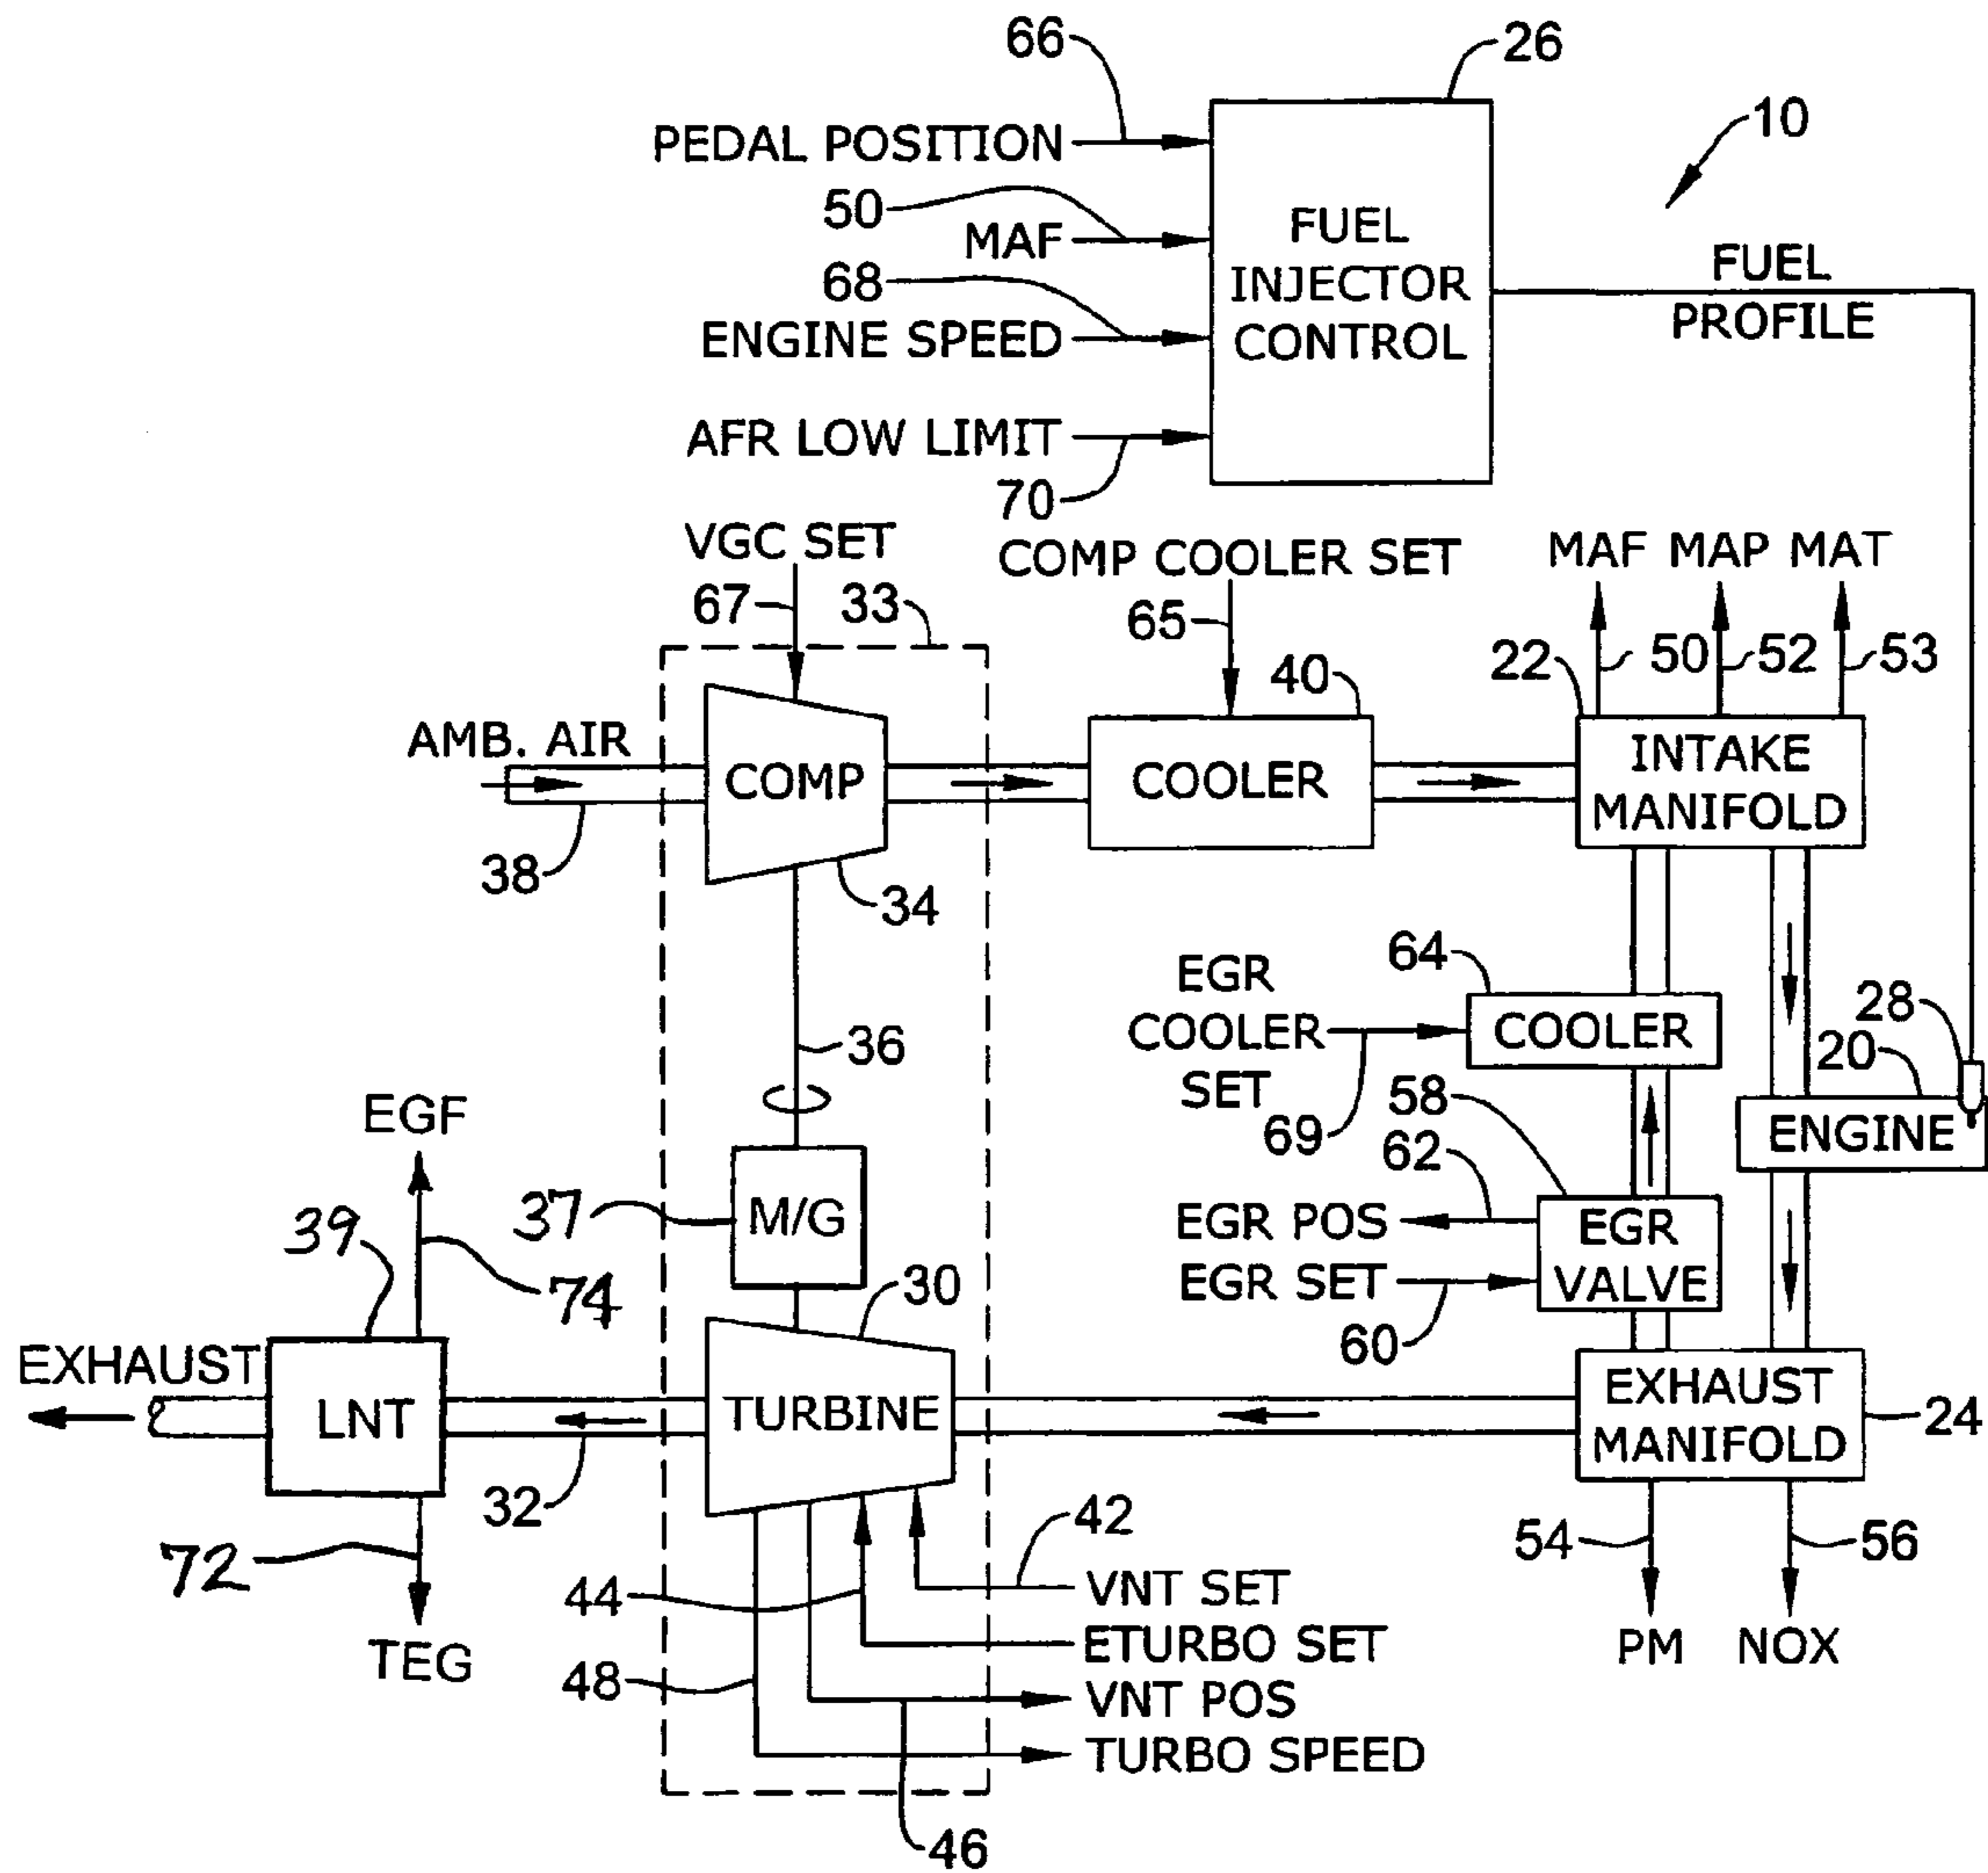 66
26
10
PEDAL POSITION
50
MAF
68
ENGINE SPEED
AFR LOW LIMIT
70
FUEL
INJECTOR
CONTROL
FUEL
PROFILE
VGC SET
67
33
COMP COOLER SET
65
40
MAF MAP MAT
22
50
52
53
AMB. AIR
38
COMP
34
COOLER
INTAKE
MANIFOLD
36
EGR
COOLER
SET
69
64
COOLER
28
20
ENGINE
58
62
EGR POS
EGR SET
60
EGR
VALVE
EGF
39
74
37
M/G
30
EXHAUST
LNT
32
TURBINE
EXHAUST
MANIFOLD
24
72
TEG
44
48
42
VNT SET
ETURBO SET
VNT POS
TURBO SPEED
46
54
56
PM
NOX